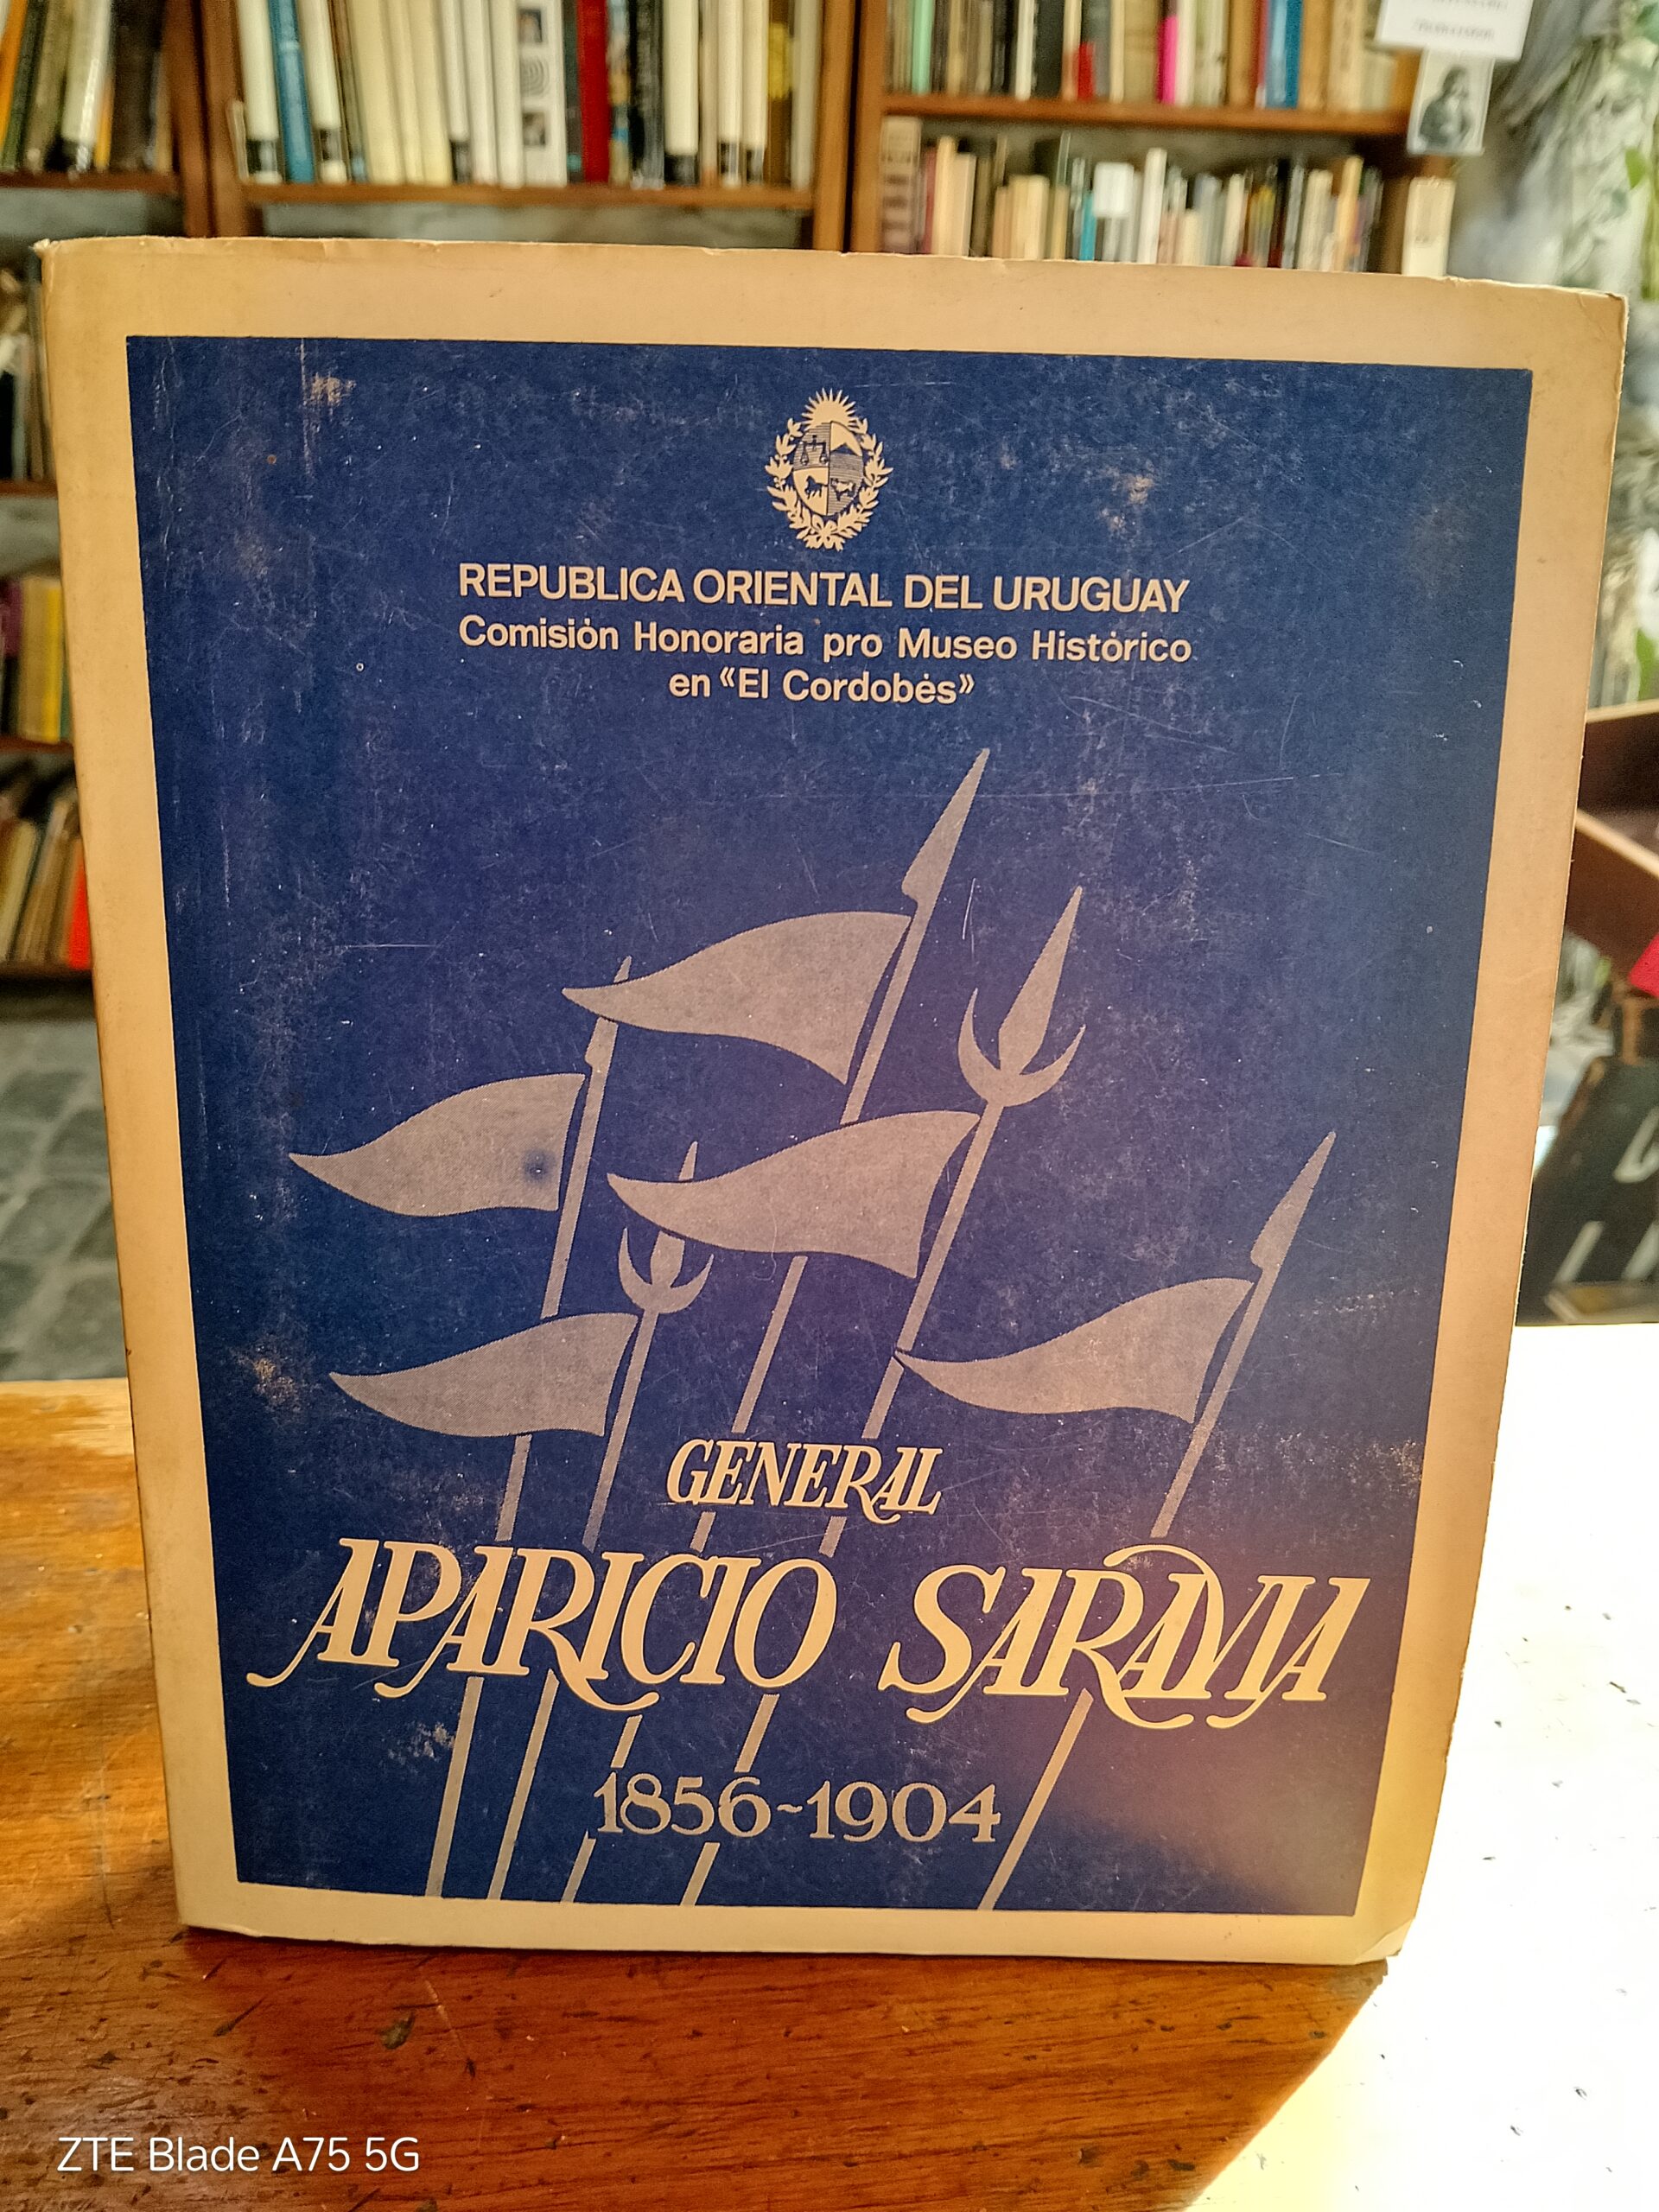 REPUBLICA ORIENTAL DEL URUGUAY
Comisión Honoraria pro Museo Histórico
en «El Cordobés»
GENERAL
APARICIO SARAVIA
1856-1904
ZTE Blade A75 5G